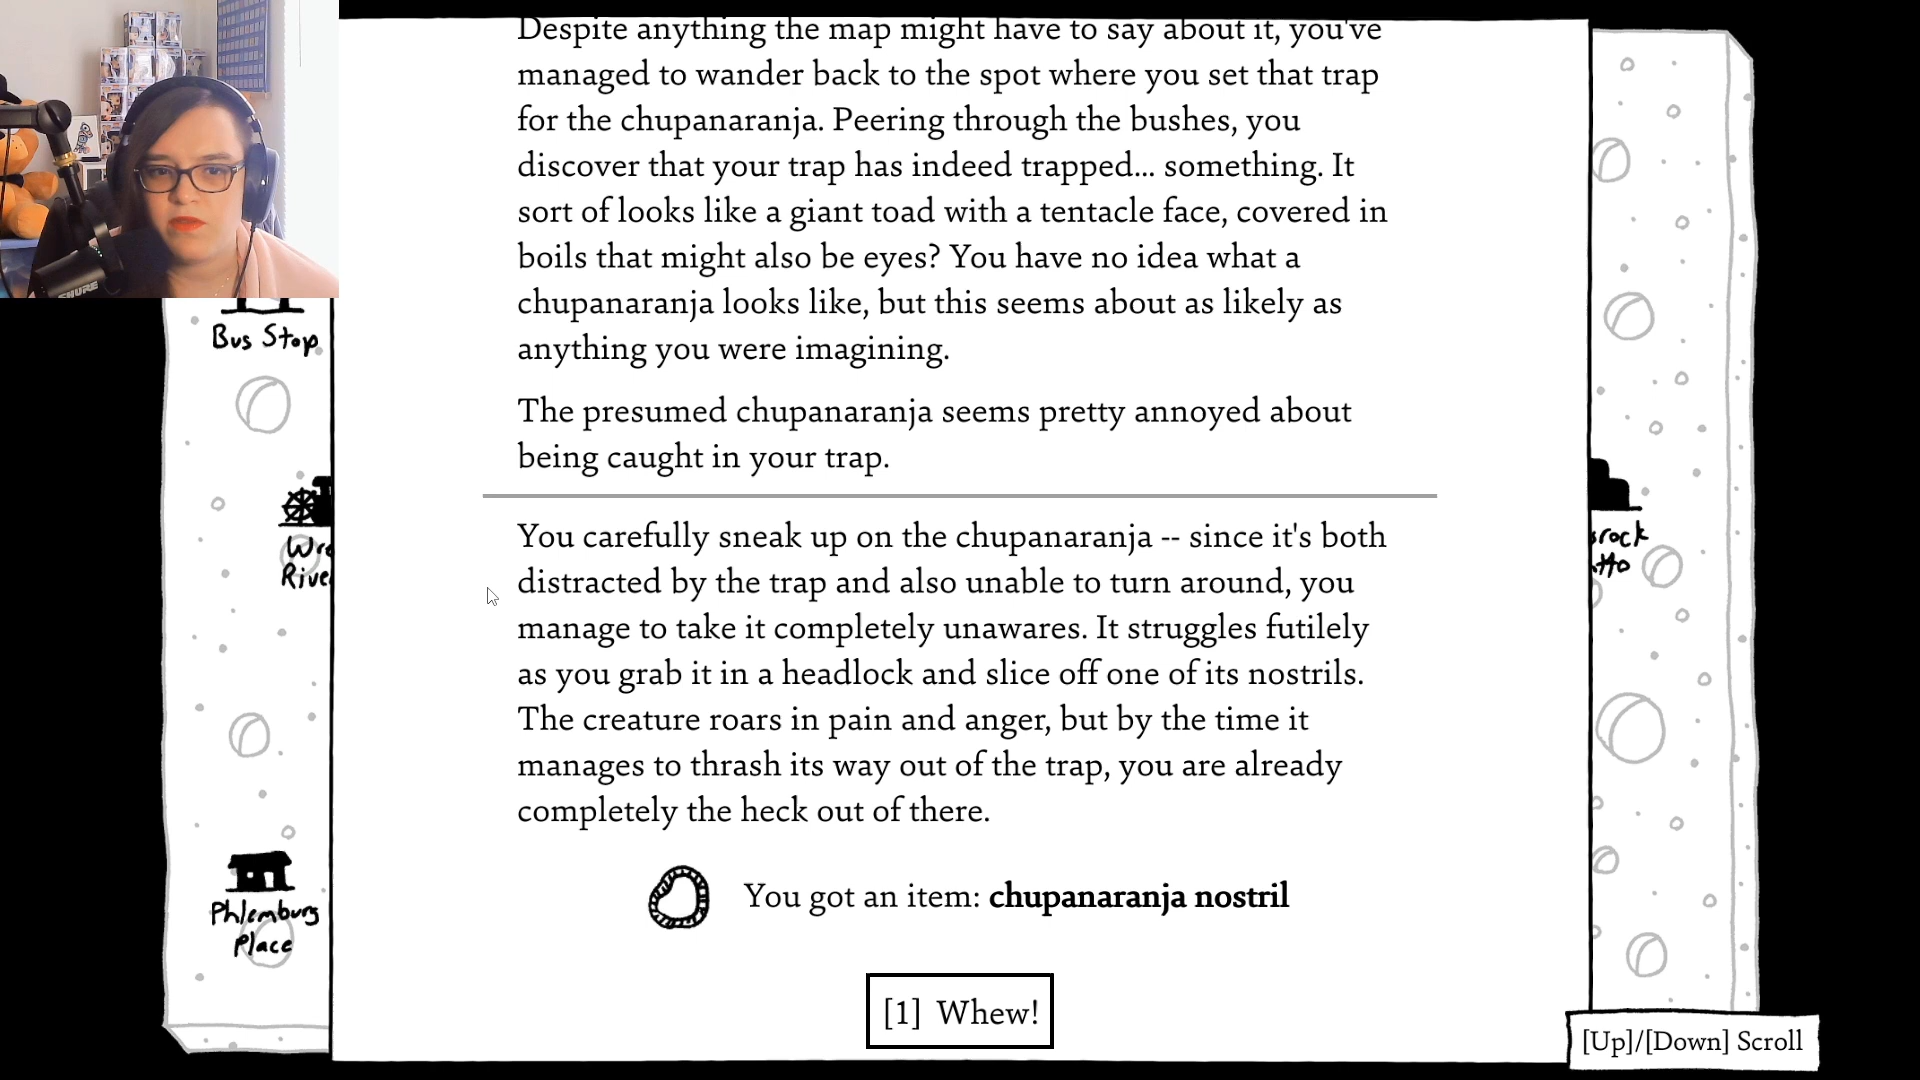 Despite anything the map might have to say about it, you've
managed to wander back to the spot where you set that trap
for the chupanaranja. Peering through the bushes, you
discover that your trap has indeed trapped... something. It
sort of looks like a giant toad with a tentacle face, covered in
boils that might also be eyes? You have no idea what a
chupanaranja looks like, but this seems about as likely as
anything you were imagining.
The presumed chupanaranja seems pretty annoyed about
being caught in your trap.
You carefully sneak up on the chupanaranja -- since it's both
distracted by the trap and also unable to turn around, you
manage to take it completely unawares. It struggles futilely
as you grab it in a headlock and slice off one of its nostrils.
The creature roars in pain and anger, but by the time it
manages to thrash its way out of the trap, you are already
completely the heck out of there.
You got an item: chupanaranja nostril
[1] Whew!
[Up]/[Down] Scroll
Bus Stop
Phlemburg
Place
SHURE